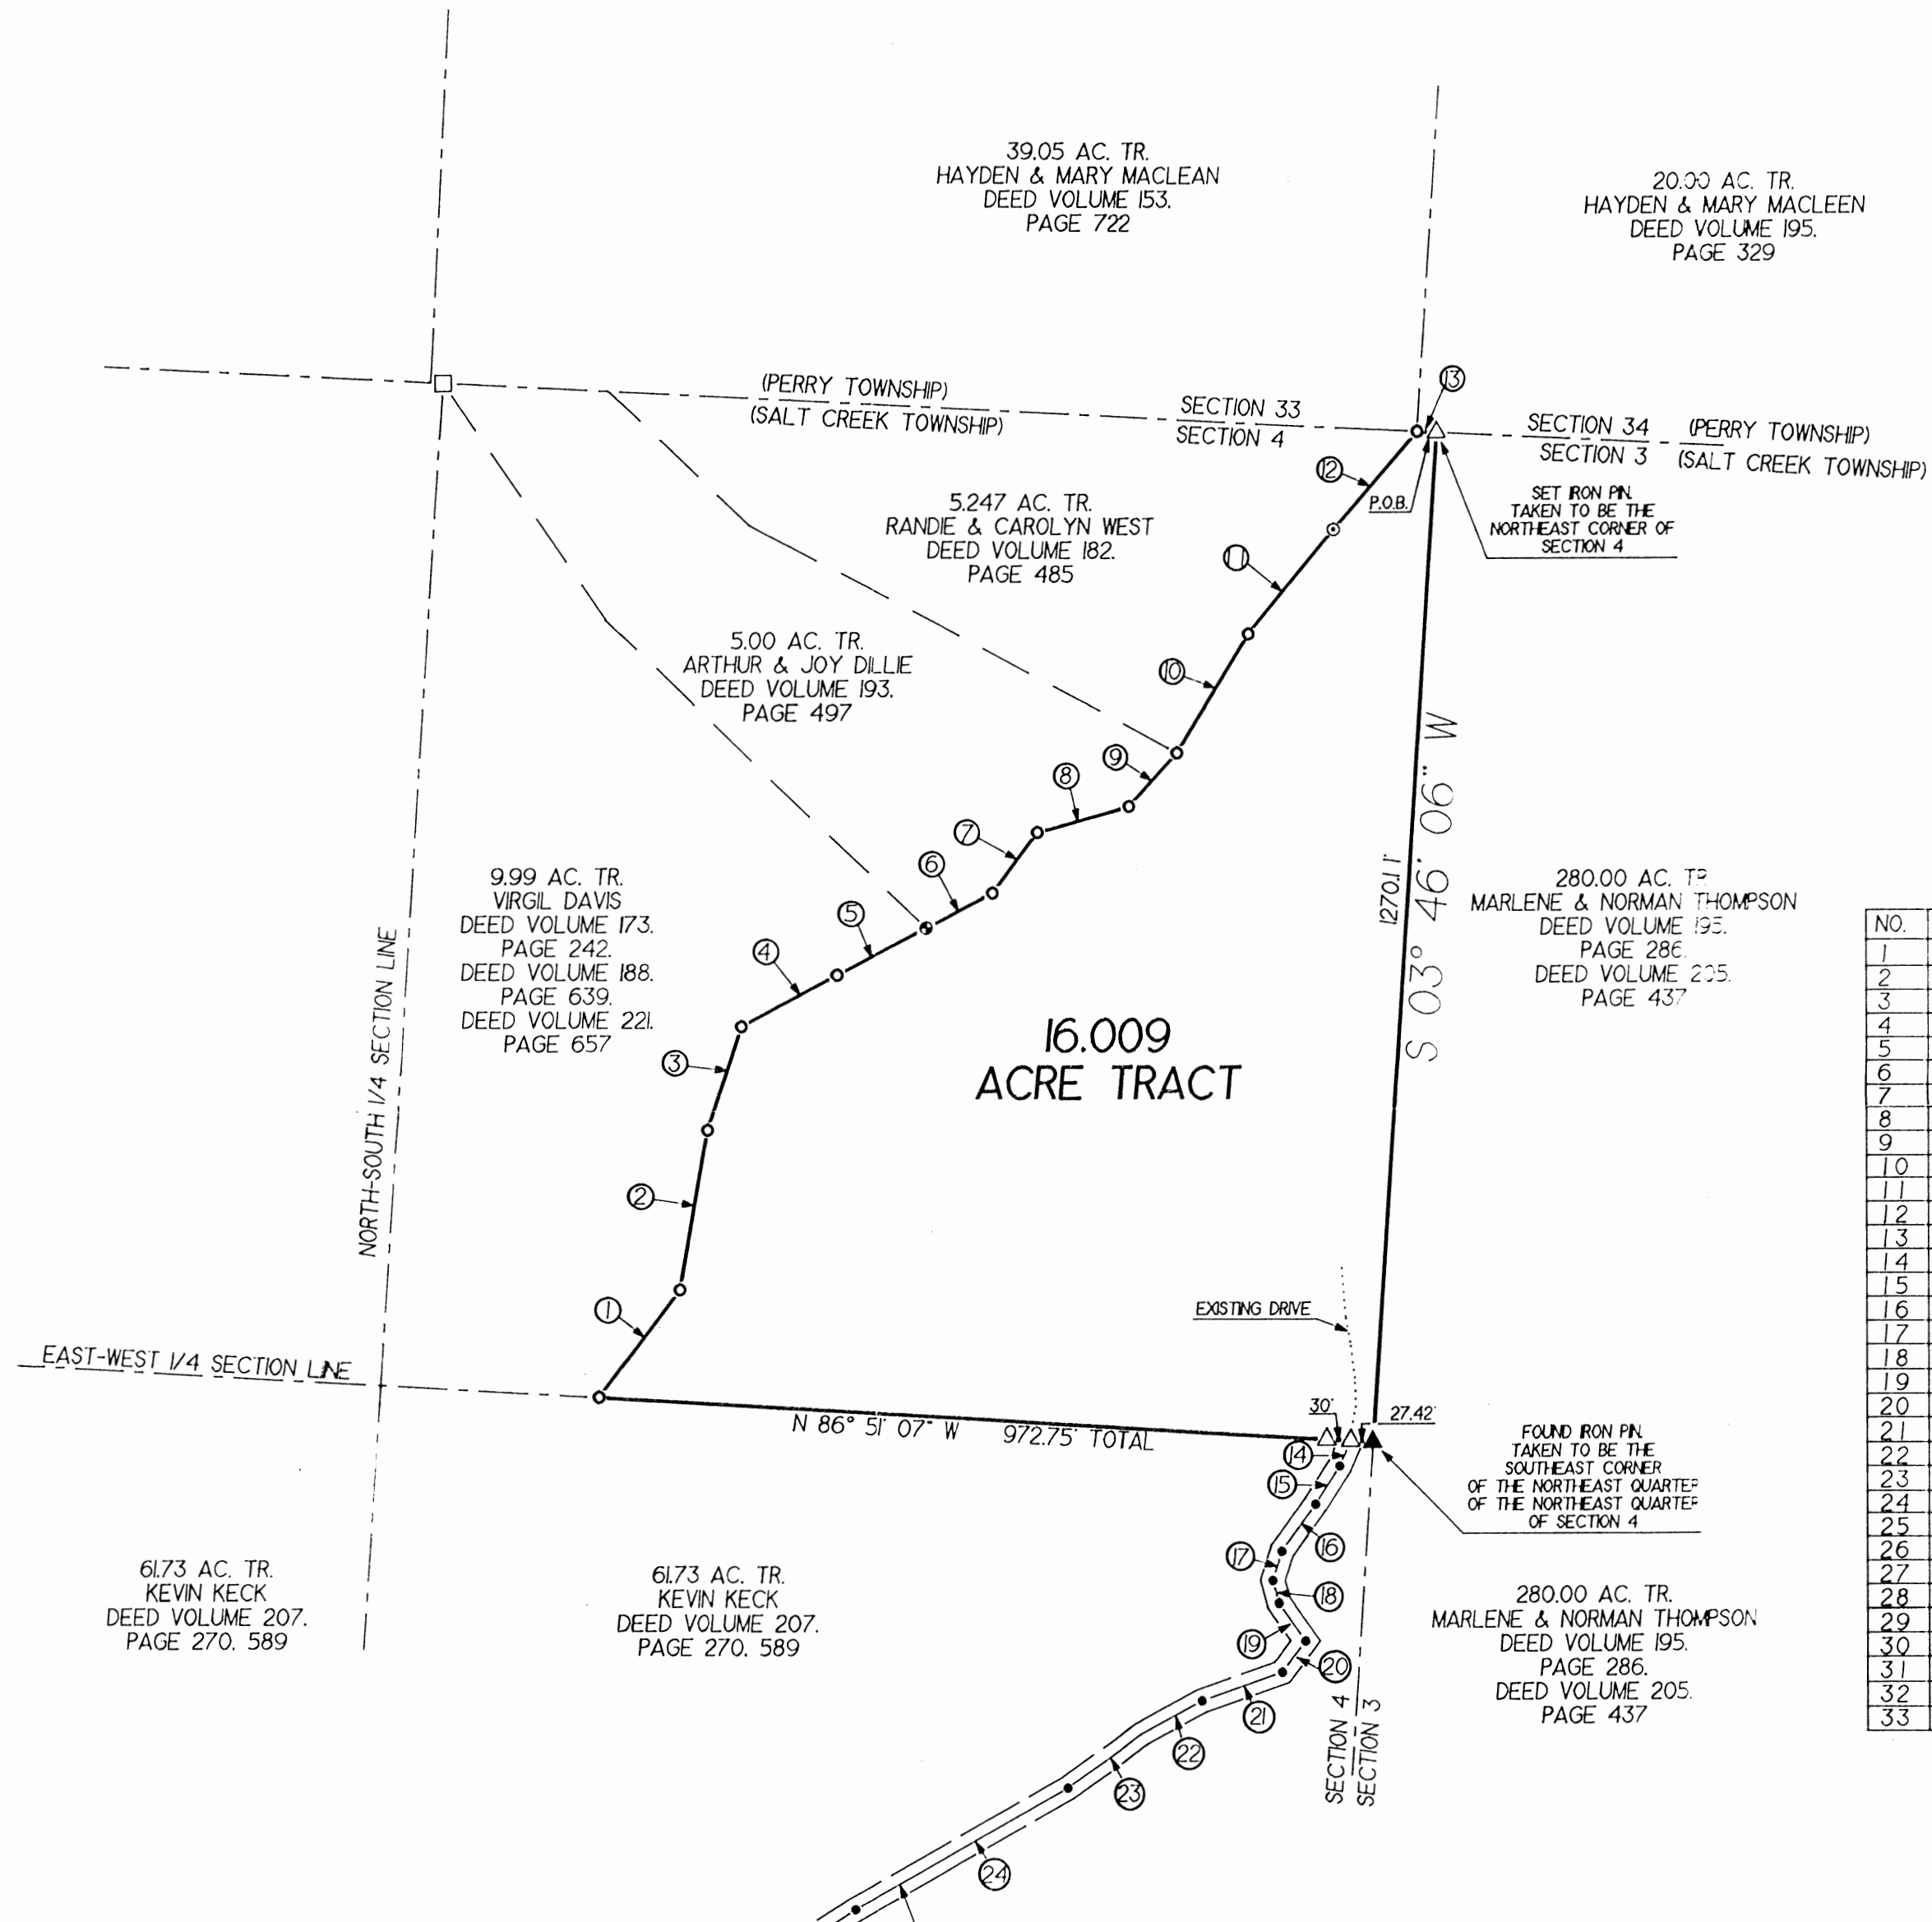 39.05 AC. TR.
HAYDEN & MARY MACLEAN
DEED VOLUME 153.
PAGE 722
20.00 AC. TR.
HAYDEN & MARY MACLEEN
DEED VOLUME 195.
PAGE 329
(PERRY TOWNSHIP)
(SALT CREEK TOWNSHIP)
SECTION 33
SECTION 4
13
SECTION 34 (PERRY TOWNSHIP)
SECTION 3 (SALT CREEK TOWNSHIP)
12
P.O.B.
SET IRON PIN
TAKEN TO BE THE
NORTHEAST CORNER OF
SECTION 4
5.247 AC. TR.
RANDIE & CAROLYN WEST
DEED VOLUME 182.
PAGE 485
11
5.00 AC. TR.
ARTHUR & JOY DILLIE
DEED VOLUME 193.
PAGE 497
10
9
8
7
6
5
4
3
2
1
S 03° 46' 06" W
1270.11'
9.99 AC. TR.
VIRGIL DAVIS
DEED VOLUME 173.
PAGE 242.
DEED VOLUME 188.
PAGE 639.
DEED VOLUME 221.
PAGE 657
280.00 AC. TR
MARLENE & NORMAN THOMPSON
DEED VOLUME 195.
PAGE 286.
DEED VOLUME 205.
PAGE 437
16.009
ACRE TRACT
NORTH-SOUTH 1/4 SECTION LINE
EAST-WEST 1/4 SECTION LINE
EXISTING DRIVE
N 86° 51' 07" W 972.75' TOTAL
30'
27.42'
FOUND IRON PIN
TAKEN TO BE THE
SOUTHEAST CORNER
OF THE NORTHEAST QUARTER
OF THE NORTHEAST QUARTER
OF SECTION 4
14
15
16
17
18
19
20
21
22
23
24
61.73 AC. TR.
KEVIN KECK
DEED VOLUME 207.
PAGE 270. 589
61.73 AC. TR.
KEVIN KECK
DEED VOLUME 207.
PAGE 270. 589
SECTION 4
SECTION 3
280.00 AC. TR.
MARLENE & NORMAN THOMPSON
DEED VOLUME 195.
PAGE 286.
DEED VOLUME 205.
PAGE 437
NO.
1
2
3
4
5
6
7
8
9
10
11
12
13
14
15
16
17
18
19
20
21
22
23
24
25
26
27
28
29
30
31
32
33